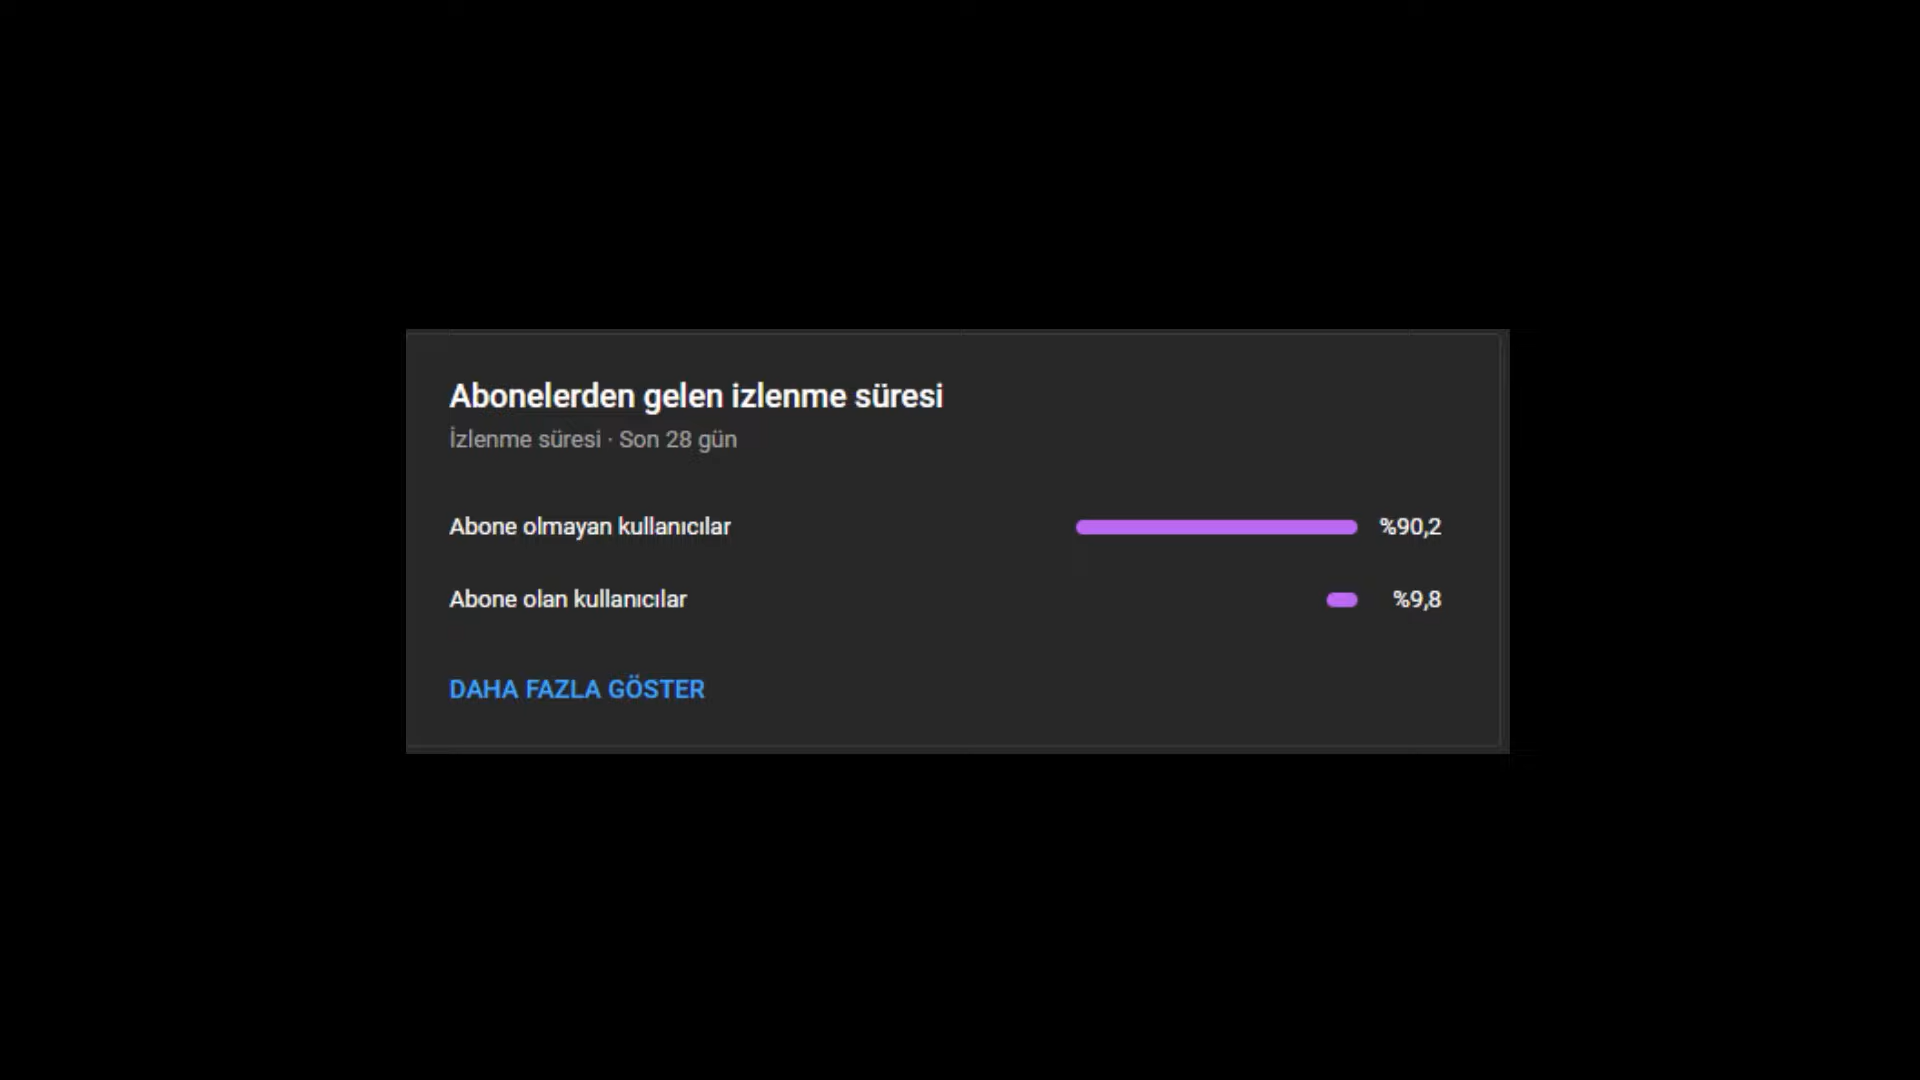 Abonelerden gelen izlenme süresi
İzlenme süresi · Son 28 gün
Abone olmayan kullanıcılar %90,2
Abone olan kullanıcılar %9,8
DAHA FAZLA GÖSTER